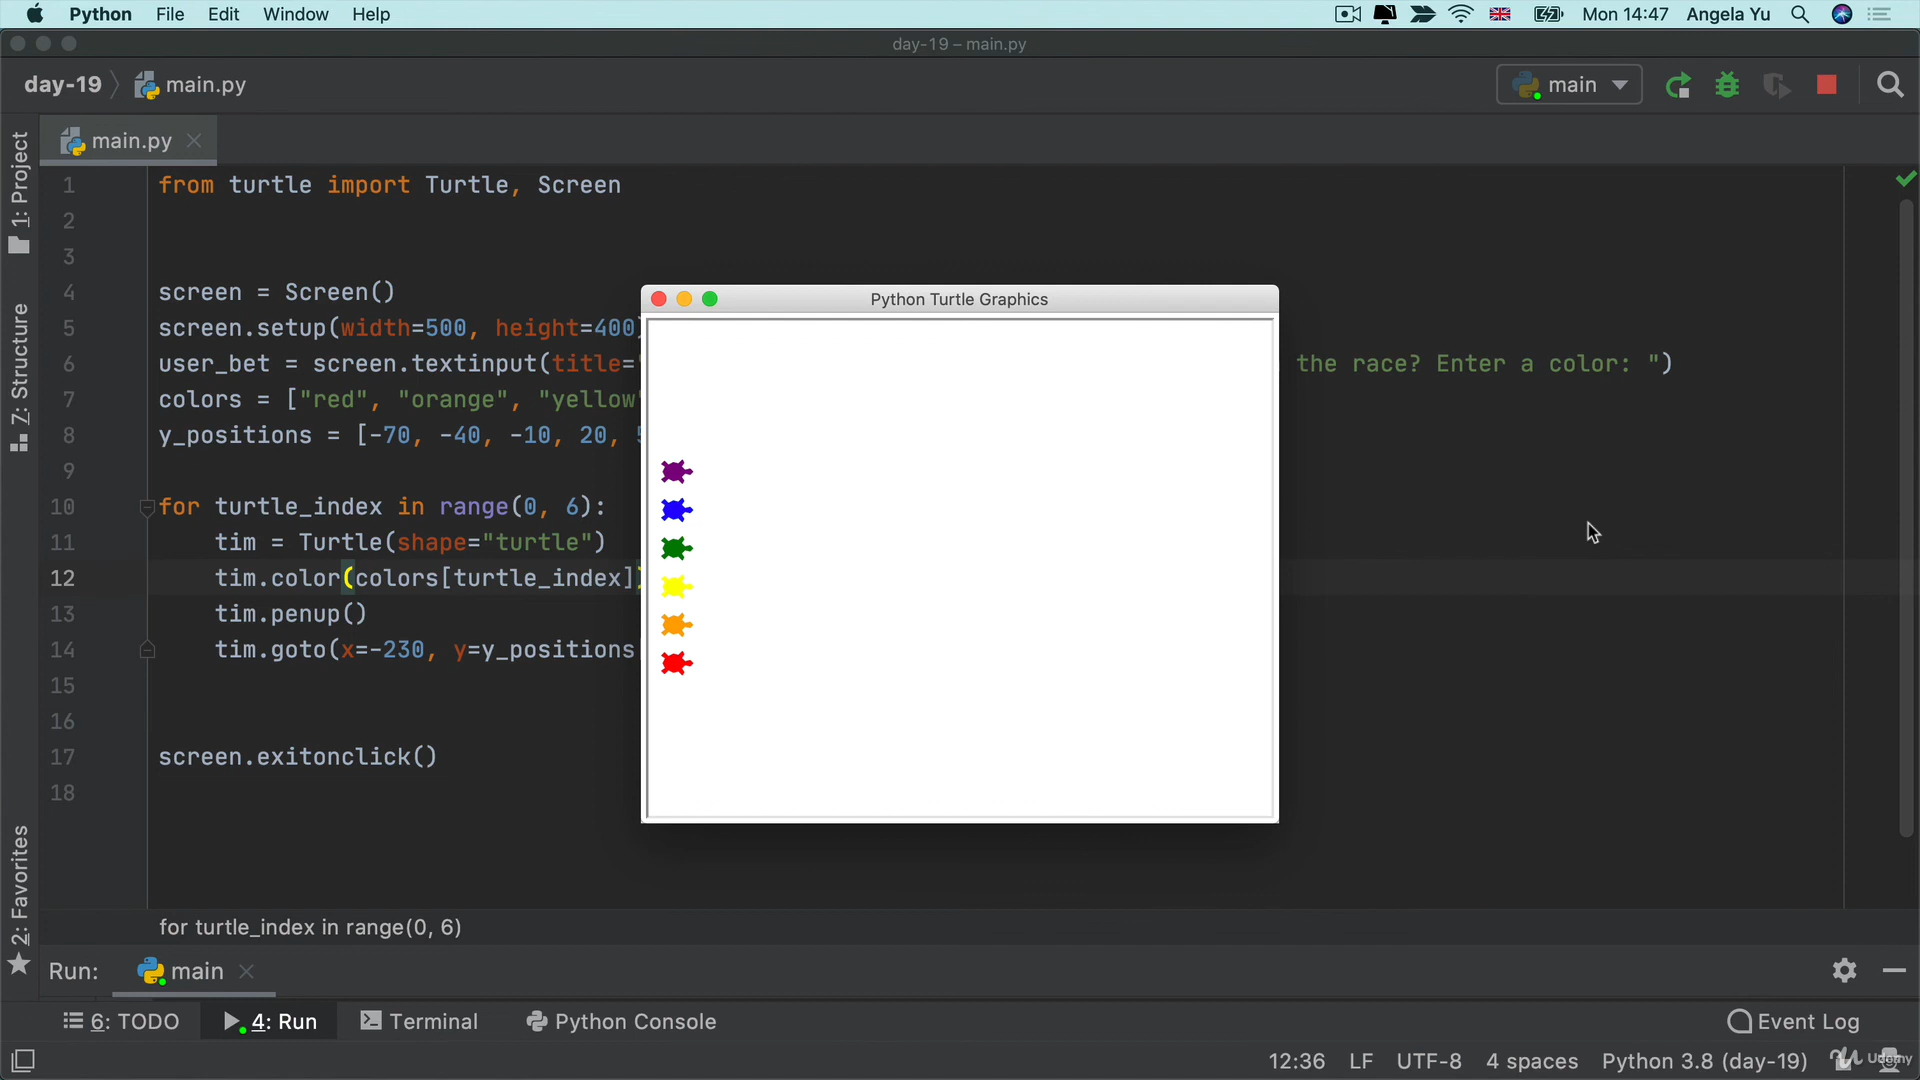 Python File Edit Window Help Mon 14:47 Angela Yu
day-19 – main.py
day-19 main.py main
main.py
1: Project
7: Structure
2: Favorites
1 from turtle import Turtle, Screen
2
3
4 screen = Screen()
5 screen.setup(width=500, height=400
6 user_bet = screen.textinput(title= the race? Enter a color: ")
7 colors = ["red", "orange", "yellow
8 y_positions = [-70, -40, -10, 20,
9
10 for turtle_index in range(0, 6):
11 tim = Turtle(shape="turtle")
12 tim.color(colors[turtle_index]
13 tim.penup()
14 tim.goto(x=-230, y=y_positions
15
16
17 screen.exitonclick()
18
Python Turtle Graphics
for turtle_index in range(0, 6)
Run: main
6: TODO 4: Run Terminal Python Console Event Log
12:36 LF UTF-8 4 spaces Python 3.8 (day-19) Udemy